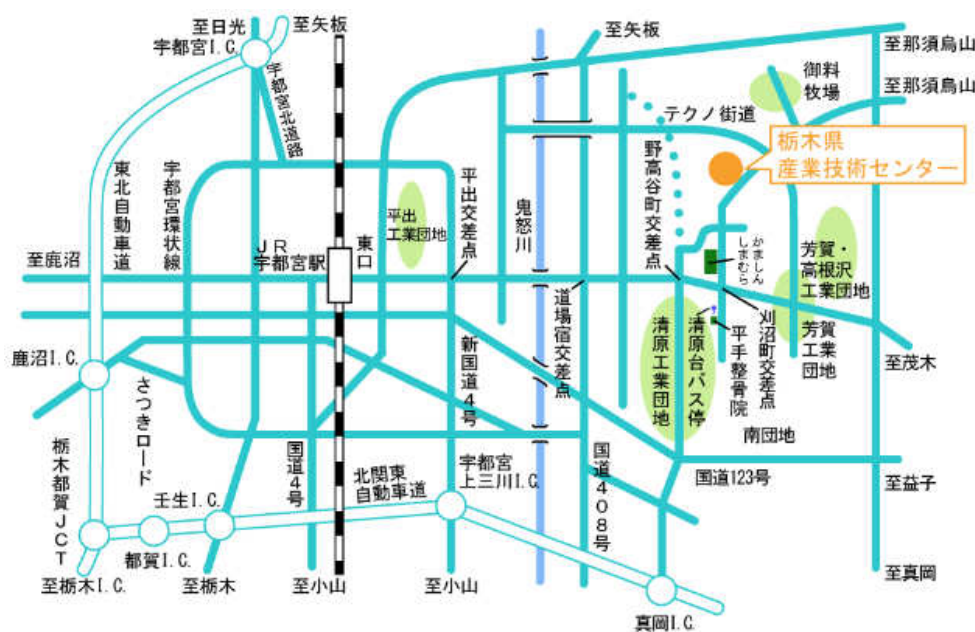 至日光
至矢板
宇都宮I.C.
宇都宮北道路
至矢板
至那須烏山
御料
牧場
至那須烏山
テクノ街道
栃木県
産業技術センター
東北自動車道
宇都宮環状線
平出
工業団地
平出交差点
鬼怒川
野高谷町交差点
至鹿沼
JR
宇都宮駅
東口
かましん
しまむら
芳賀・
高根沢
工業団地
道場宿交差点
清原工業団地
清原台バス停
平手整骨院
刈沼町交差点
芳賀
工業
団地
至茂木
鹿沼I.C.
さつきロード
新国道4号
南団地
国道123号
至益子
栃木都賀JCT
壬生I.C.
都賀I.C.
国道4号
北関東
自動車道
宇都宮
上三川I.C.
国道408号
至栃木I.C.
至栃木
至小山
至小山
真岡I.C.
至真岡